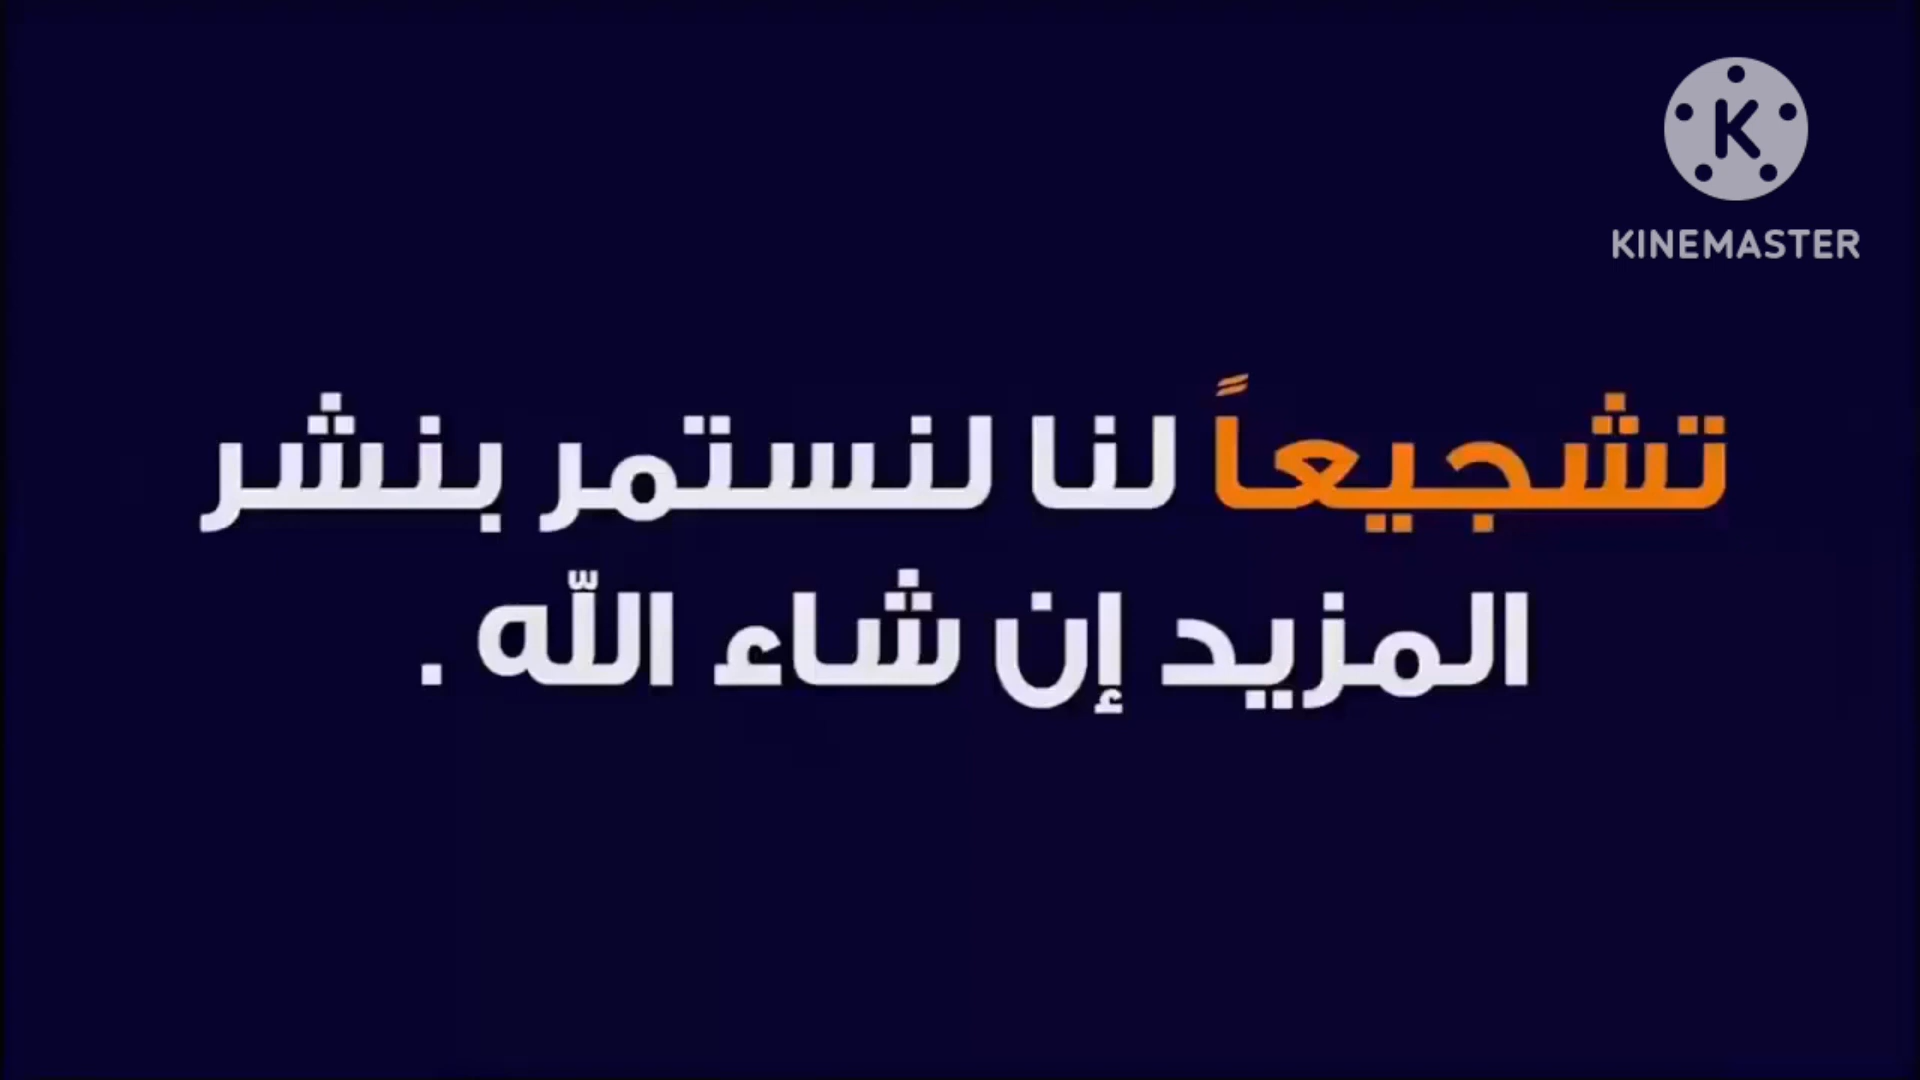 KINEMASTER
تشجيعاً لنا لنستمر بنشر
المزيد إن شاء اللّه .